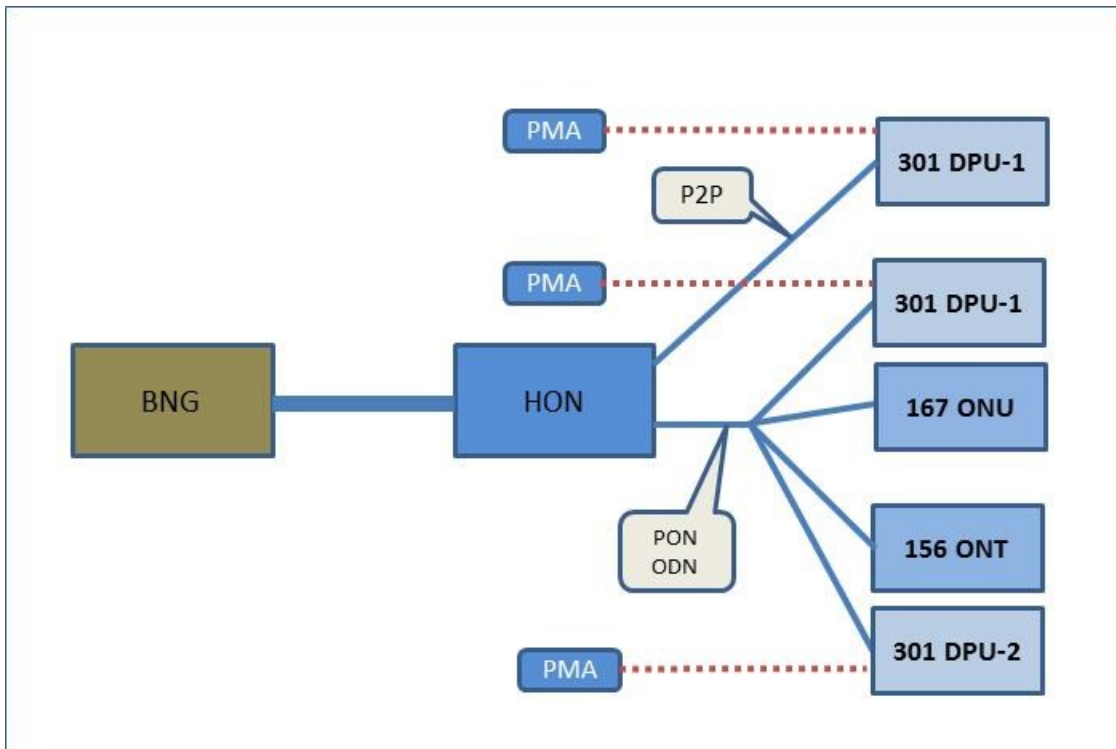 PMA
301 DPU-1
P2P
PMA
301 DPU-1
BNG
HON
167 ONU
PON
ODN
156 ONT
301 DPU-2
PMA